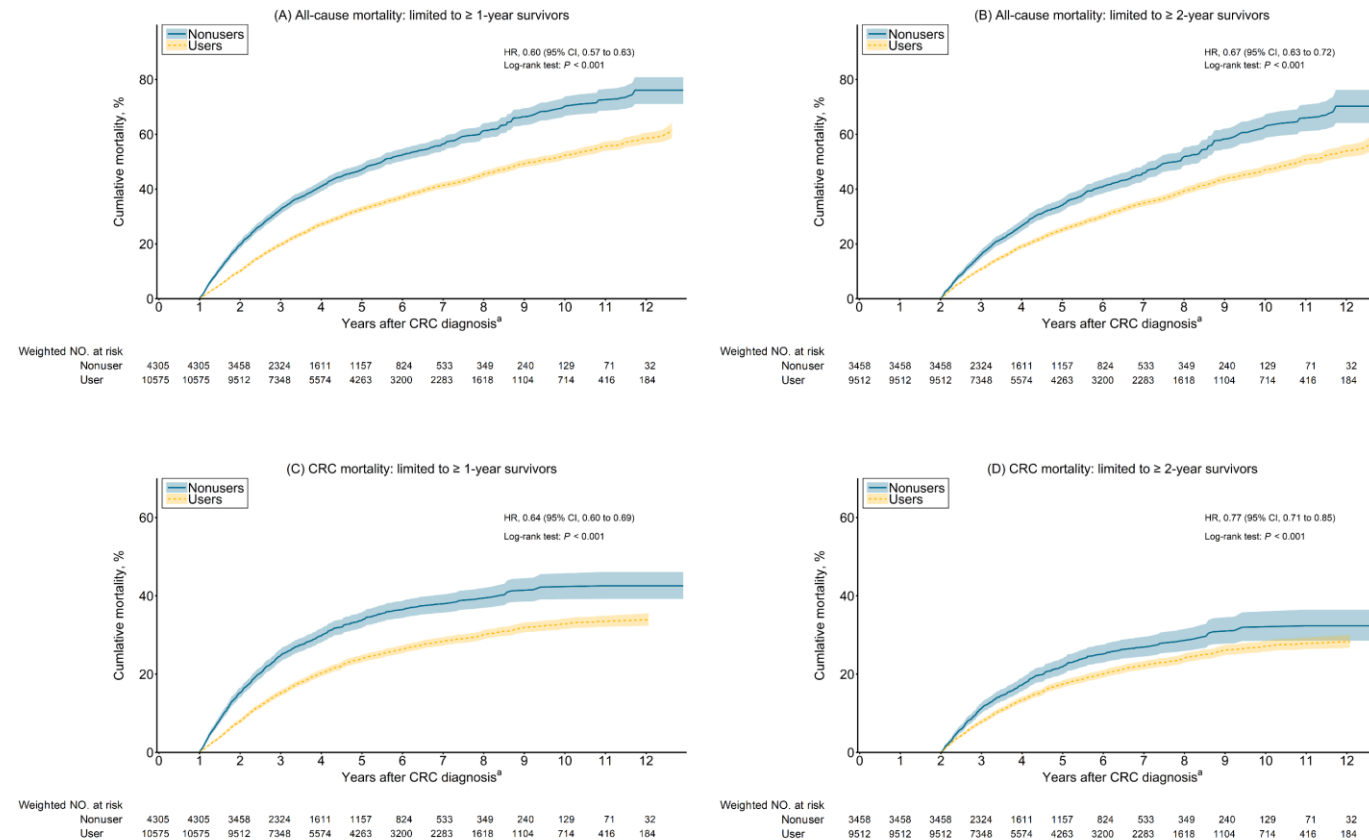 (A) All-cause mortality: limited to ≥ 1-year survivors
Nonusers
Users
HR, 0.60 (95% CI, 0.57 to 0.63)
Log-rank test: P < 0.001
Cumlative mortality, %
80
60
40
20
0
0 1 2 3 4 5 6 7 8 9 10 11 12
Years after CRC diagnosisᵃ
Weighted NO. at risk
Nonuser 4305 4305 3458 2324 1611 1157 824 533 349 240 129 71 32
User 10575 10575 9512 7348 5574 4263 3200 2283 1618 1104 714 416 184
(B) All-cause mortality: limited to ≥ 2-year survivors
Nonusers
Users
HR, 0.67 (95% CI, 0.63 to 0.72)
Log-rank test: P < 0.001
Cumlative mortality, %
80
60
40
20
0
0 1 2 3 4 5 6 7 8 9 10 11 12
Years after CRC diagnosisᵃ
Weighted NO. at risk
Nonuser 3458 3458 3458 2324 1611 1157 824 533 349 240 129 71 32
User 9512 9512 9512 7348 5574 4263 3200 2283 1618 1104 714 416 184
(C) CRC mortality: limited to ≥ 1-year survivors
Nonusers
Users
HR, 0.64 (95% CI, 0.60 to 0.69)
Log-rank test: P < 0.001
Cumlative mortality, %
60
40
20
0
0 1 2 3 4 5 6 7 8 9 10 11 12
Years after CRC diagnosisᵃ
Weighted NO. at risk
Nonuser 4305 4305 3458 2324 1611 1157 824 533 349 240 129 71 32
User 10575 10575 9512 7348 5574 4263 3200 2283 1618 1104 714 416 184
(D) CRC mortality: limited to ≥ 2-year survivors
Nonusers
Users
HR, 0.77 (95% CI, 0.71 to 0.85)
Log-rank test: P < 0.001
Cumlative mortality, %
60
40
20
0
0 1 2 3 4 5 6 7 8 9 10 11 12
Years after CRC diagnosisᵃ
Weighted NO. at risk
Nonuser 3458 3458 3458 2324 1611 1157 824 533 349 240 129 71 32
User 9512 9512 9512 7348 5574 4263 3200 2283 1618 1104 714 416 184